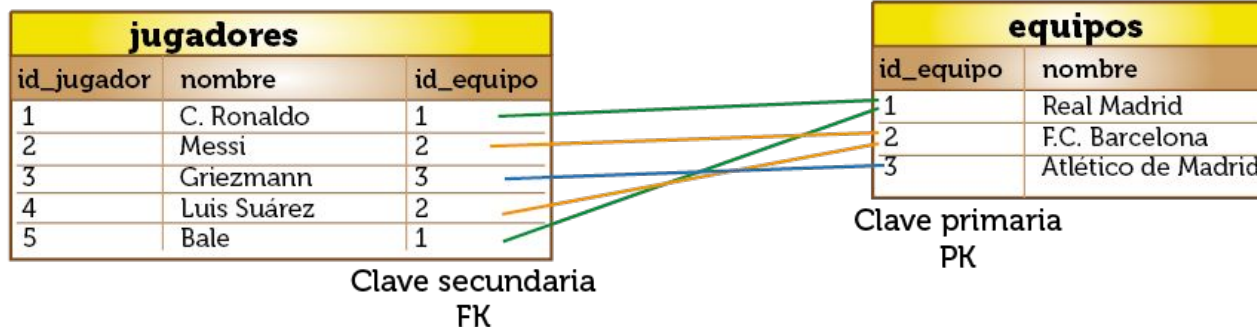 jugadores
id_jugador nombre id_equipo
1 C. Ronaldo 1
2 Messi 2
3 Griezmann 3
4 Luis Suárez 2
5 Bale 1
Clave secundaria
FK
equipos
id_equipo nombre
1 Real Madrid
2 F.C. Barcelona
3 Atlético de Madrid
Clave primaria
PK